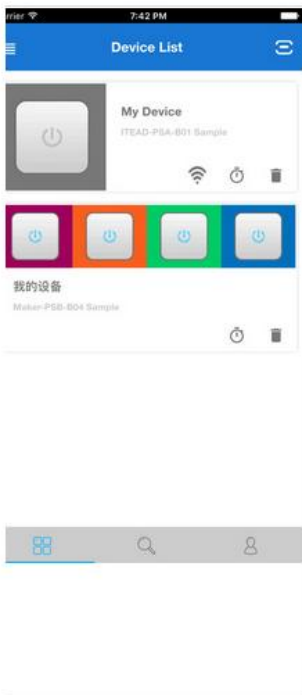 rrier 7:42 PM
Device List
My Device
ITEAD-PSA-B01 Sample
我的设备
Maker-PSB-B04 Sample